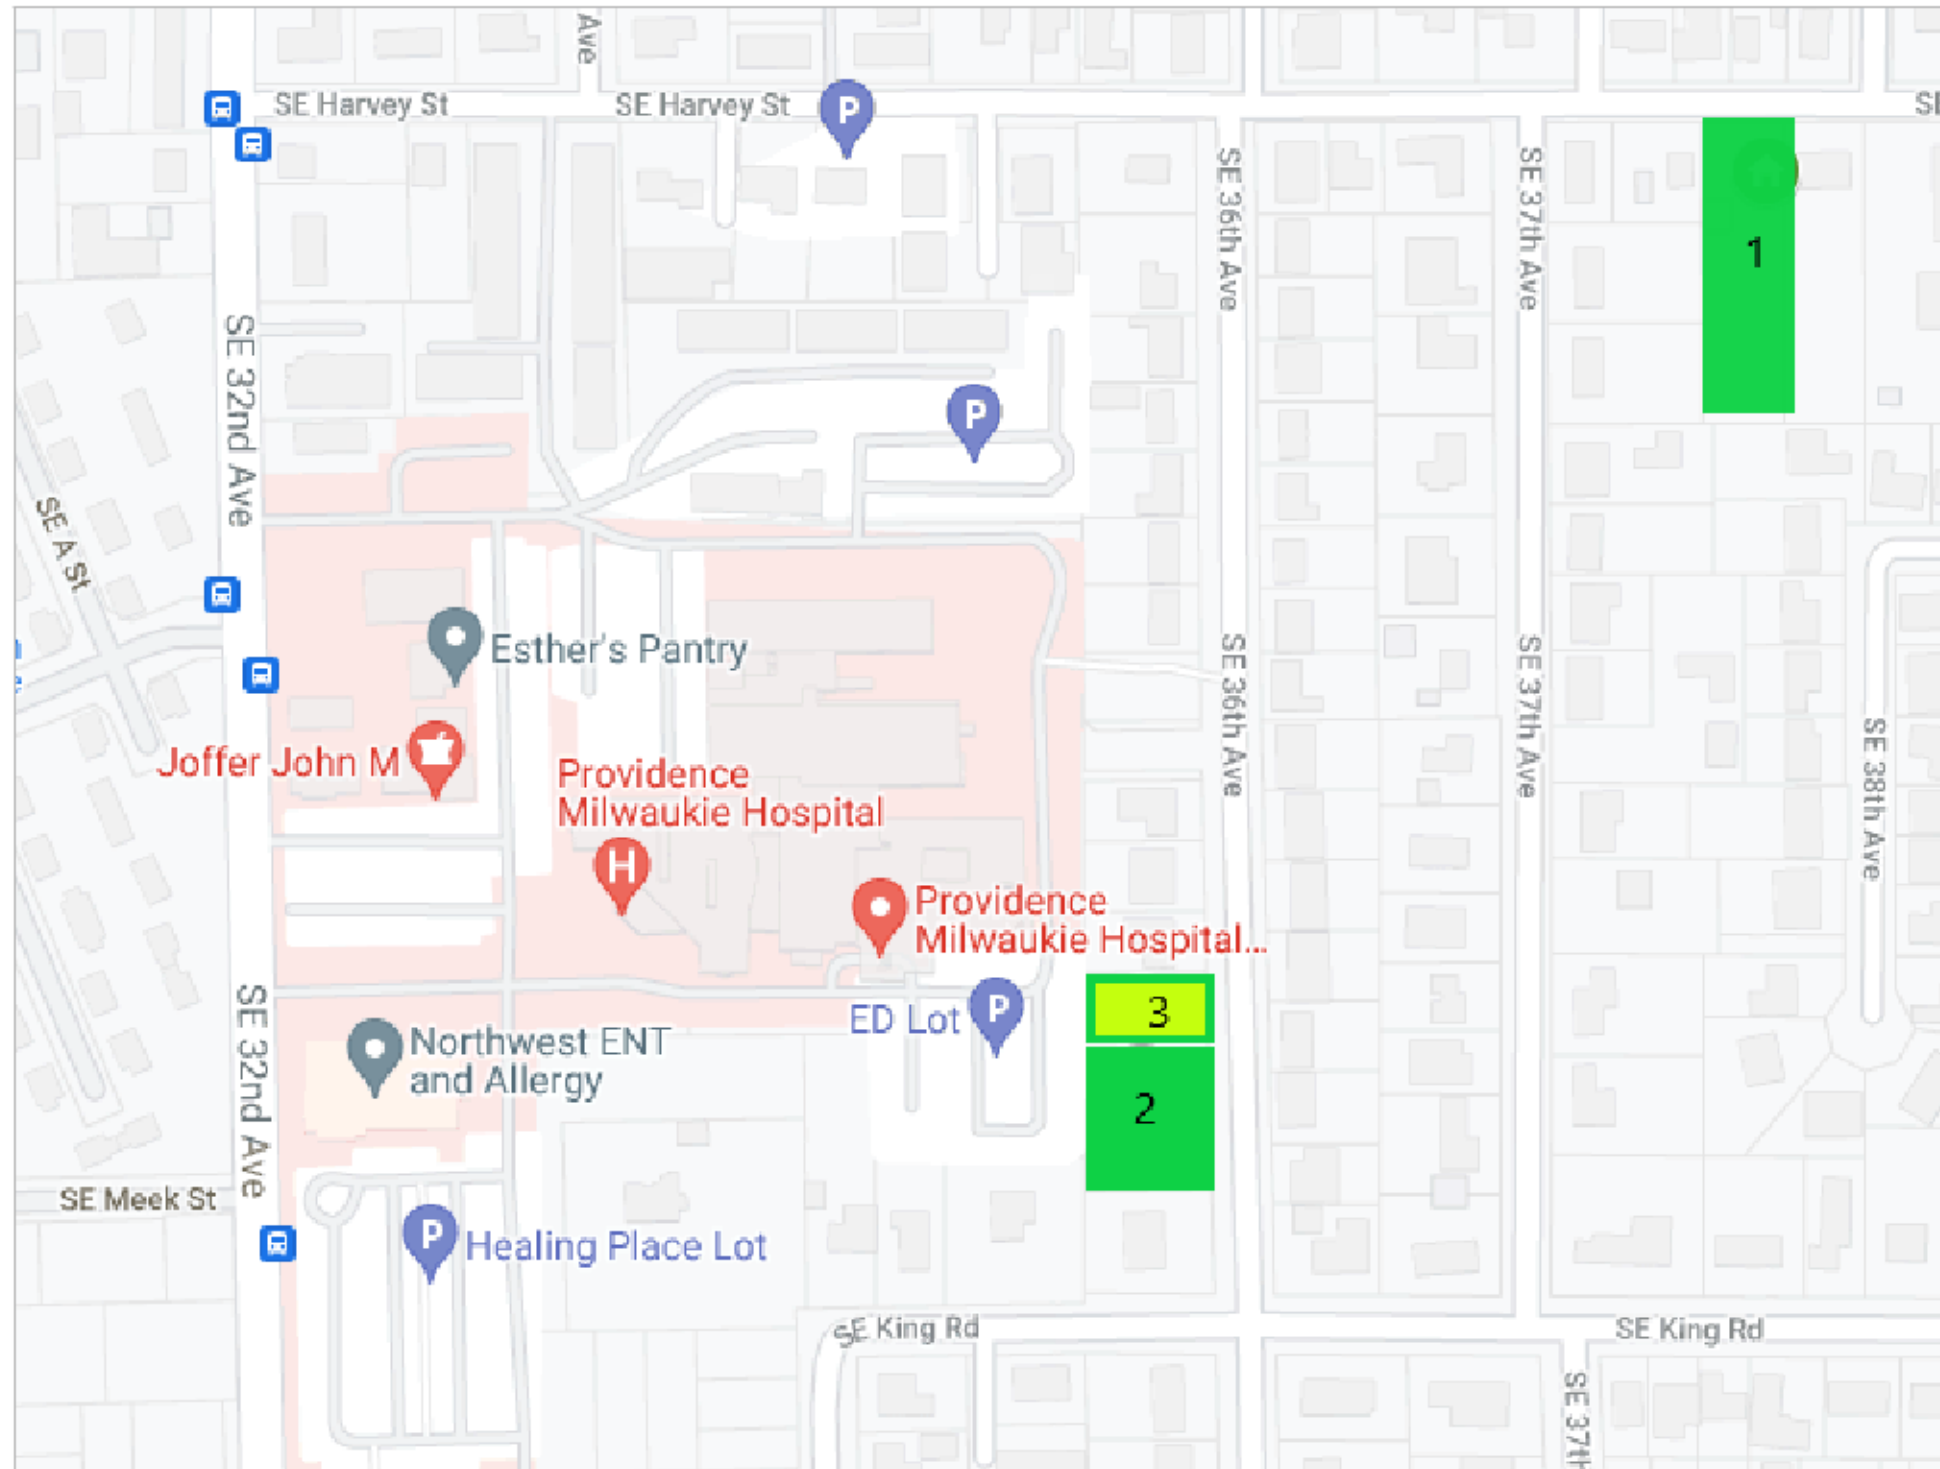 Ave
SE Harvey St
SE Harvey St
P
SE
SE 36th Ave
SE 37th Ave
1
SE 32nd Ave
P
SE A St
Esther's Pantry
SE 36th Ave
SE 37th Ave
Joffer John M
Providence
Milwaukie Hospital
H
SE 38th Ave
Providence
Milwaukie Hospital...
SE 32nd Ave
ED Lot
P
3
Northwest ENT
and Allergy
2
SE Meek St
P
Healing Place Lot
SE King Rd
SE King Rd
SE 37th